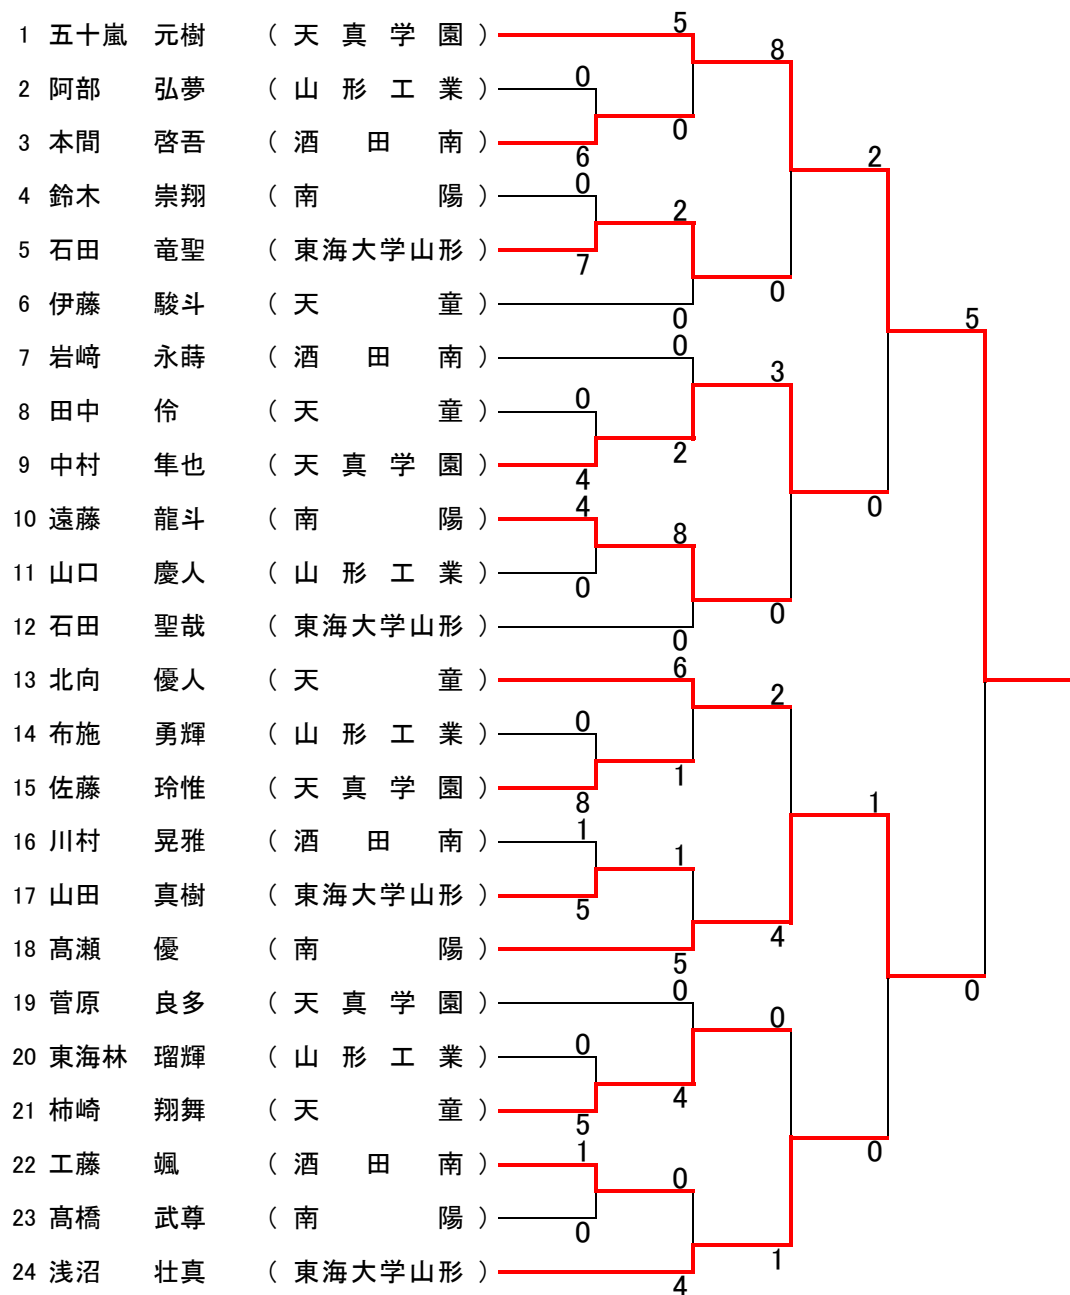 1 五十嵐 元樹 ( 天 真 学 園 ) 5
8
2 阿部 弘夢 ( 山 形 工 業 ) 0
3 本間 啓吾 ( 酒 田 南 ) 0
6
2
4 鈴木 崇翔 ( 南 陽 ) 0
2
5 石田 竜聖 ( 東海大学山形 ) 7
0
6 伊藤 駿斗 ( 天 童 ) 0
5
7 岩﨑 永蒔 ( 酒 田 南 ) 0
3
8 田中 伶 ( 天 童 ) 0
2
9 中村 隼也 ( 天 真 学 園 ) 4
0
10 遠藤 龍斗 ( 南 陽 ) 4
8
11 山口 慶人 ( 山 形 工 業 ) 0
0
12 石田 聖哉 ( 東海大学山形 ) 0
13 北向 優人 ( 天 童 ) 6
2
14 布施 勇輝 ( 山 形 工 業 ) 0
1
15 佐藤 玲惟 ( 天 真 学 園 ) 8
1
16 川村 晃雅 ( 酒 田 南 ) 1
1
17 山田 真樹 ( 東海大学山形 ) 5
4
18 髙瀬 優 ( 南 陽 ) 5
0
19 菅原 良多 ( 天 真 学 園 ) 0
0
20 東海林 瑠輝 ( 山 形 工 業 ) 0
4
21 柿崎 翔舞 ( 天 童 ) 5
0
22 工藤 颯 ( 酒 田 南 ) 1
0
23 髙橋 武尊 ( 南 陽 ) 0
1
24 浅沼 壮真 ( 東海大学山形 ) 4